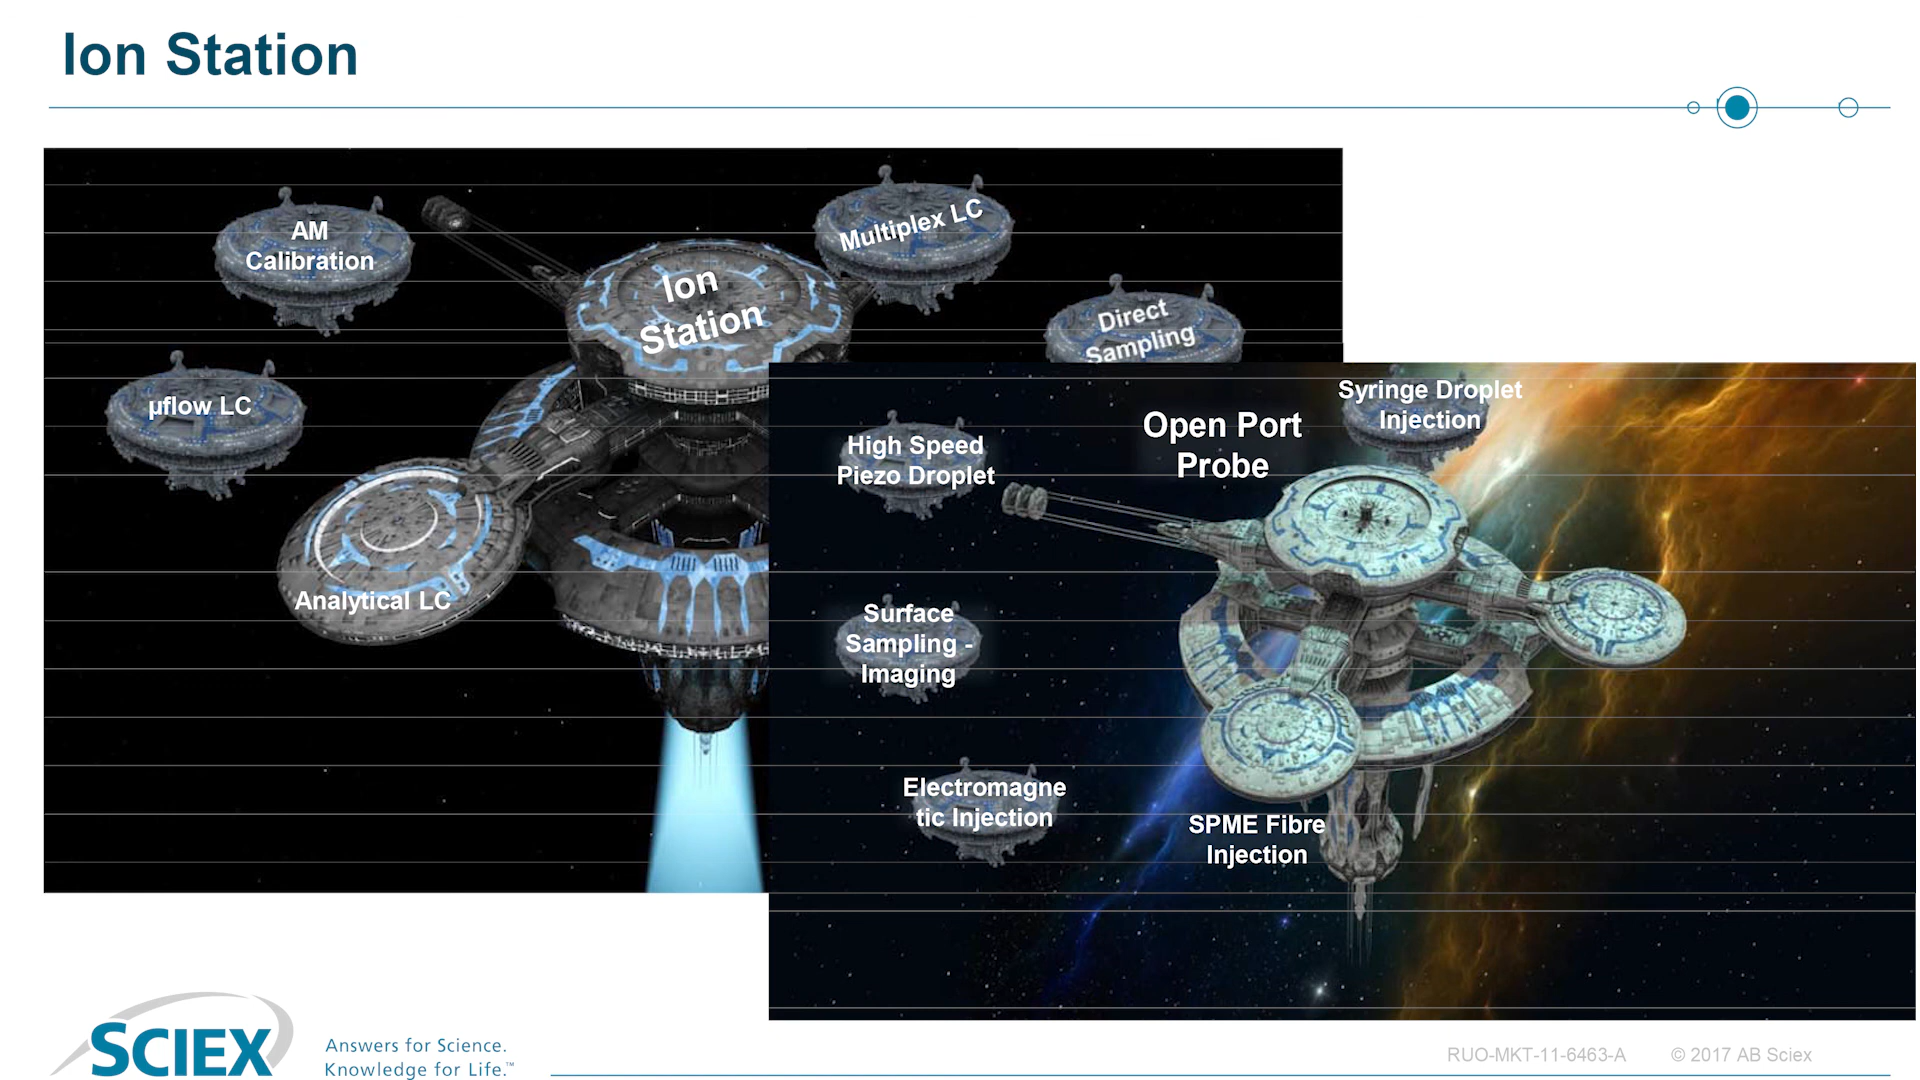 Ion Station
AM
Calibration
Multiplex LC
Ion
Station
Direct
Sampling
µflow LC
Analytical LC
Syringe Droplet
Injection
Open Port
Probe
High Speed
Piezo Droplet
Surface
Sampling -
Imaging
Electromagne
tic Injection
SPME Fibre
Injection
SCIEX
Answers for Science.
Knowledge for Life.™
RUO-MKT-11-6463-A
© 2017 AB Sciex